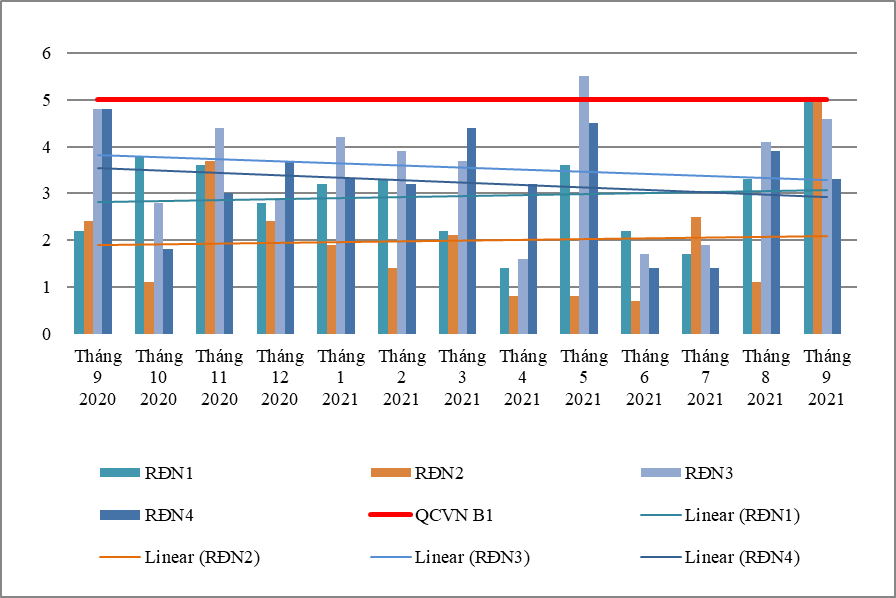 6
5
4
3
2
1
0
Tháng Tháng Tháng Tháng Tháng Tháng Tháng Tháng Tháng Tháng Tháng Tháng Tháng
9 10 11 12 1 2 3 4 5 6 7 8 9
2020 2020 2020 2020 2021 2021 2021 2021 2021 2021 2021 2021 2021
RĐN1 RĐN2 RĐN3
RĐN4 QCVN B1 Linear (RĐN1)
Linear (RĐN2) Linear (RĐN3) Linear (RĐN4)